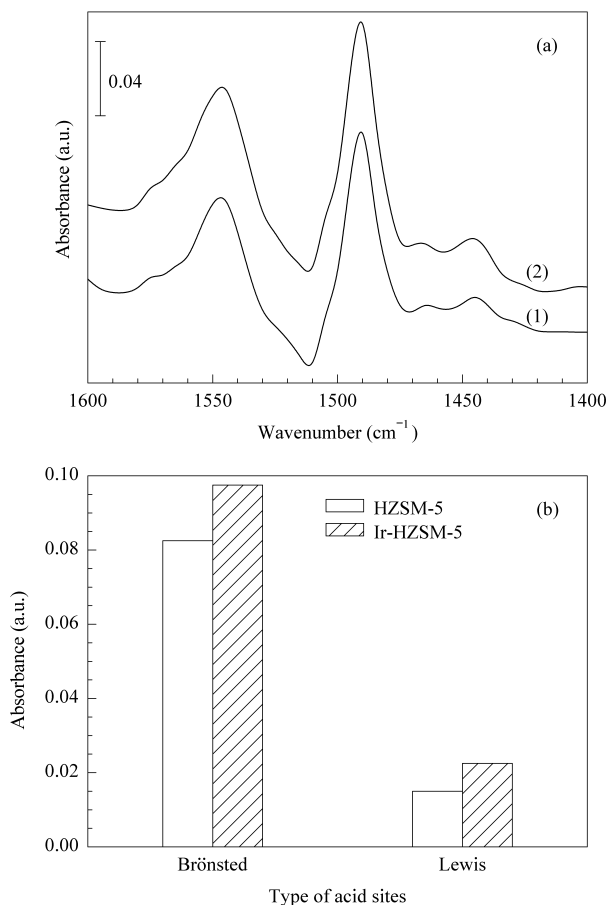 (a)
0.04
Absorbance (a.u.)
(2)
(1)
1600 1550 1500 1450 1400
Wavenumber (cm⁻¹)
0.10
(b)
HZSM-5
Ir-HZSM-5
0.08
0.06
Absorbance (a.u.)
0.04
0.02
0.00
Brönsted Lewis
Type of acid sites